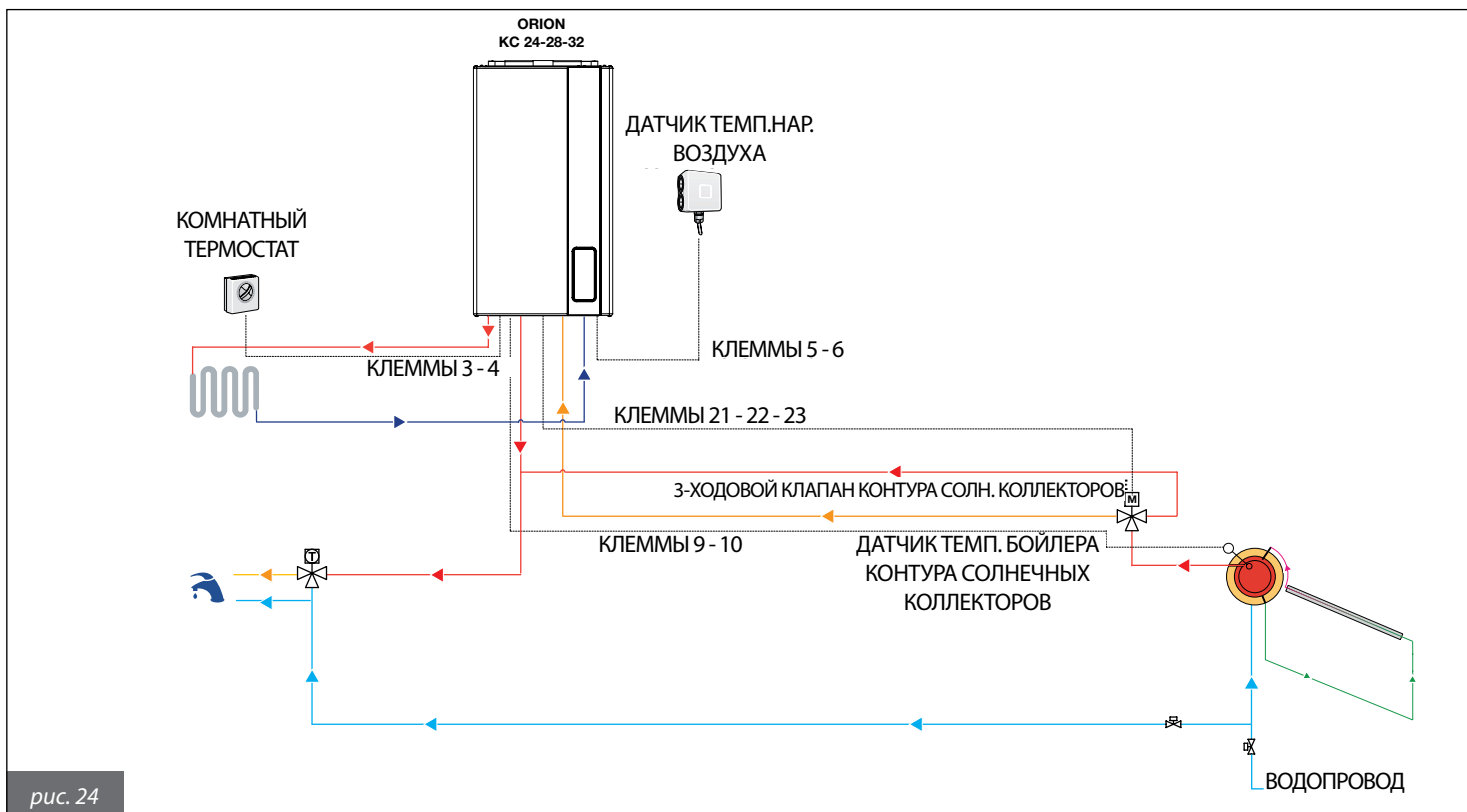 ORION
KC 24-28-32
ДАТЧИК ТЕМП.НАР.
ВОЗДУХА
КОМНАТНЫЙ
ТЕРМОСТАТ
КЛЕММЫ 5 - 6
КЛЕММЫ 3 - 4
КЛЕММЫ 21 - 22 - 23
3-ХОДОВОЙ КЛАПАН КОНТУРА СОЛН. КОЛЛЕКТОРОВ
M
КЛЕММЫ 9 - 10
ДАТЧИК ТЕМП. БОЙЛЕРА
КОНТУРА СОЛНЕЧНЫХ
КОЛЛЕКТОРОВ
T
ВОДОПРОВОД
рис. 24